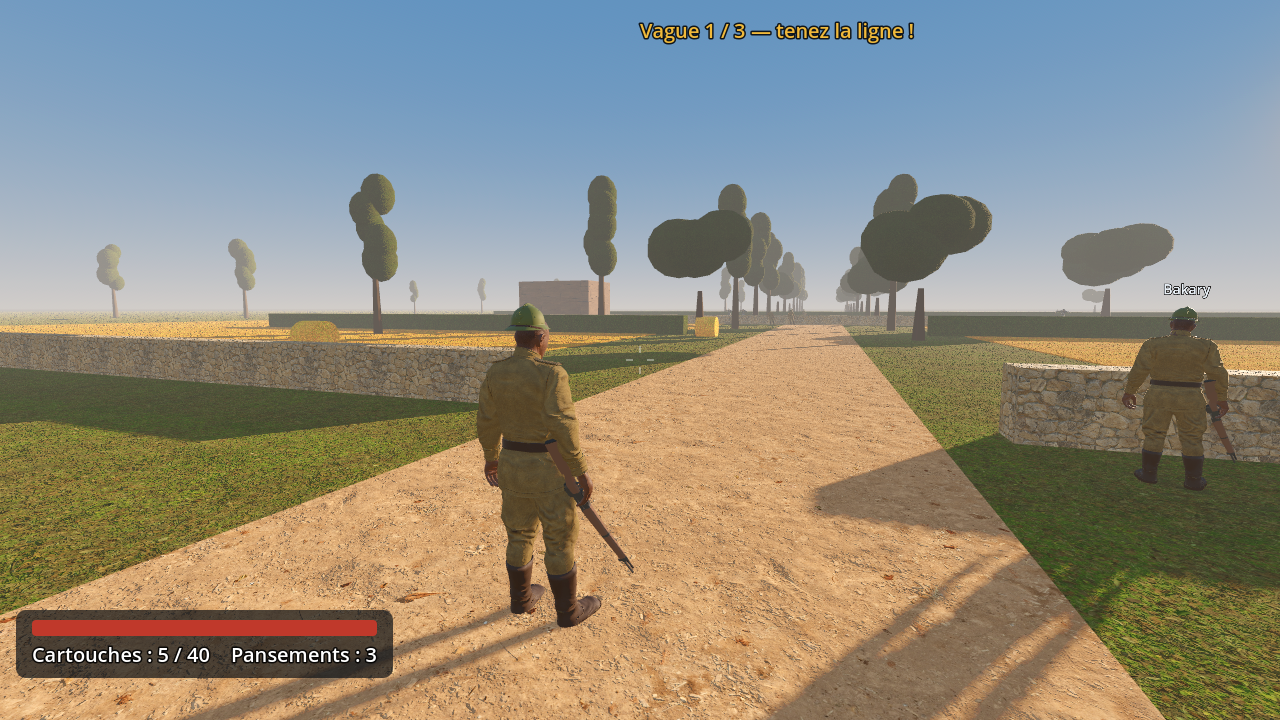 Vague 1 / 3 — tenez la ligne !
Bakary
Cartouches : 5 / 40 Pansements : 3